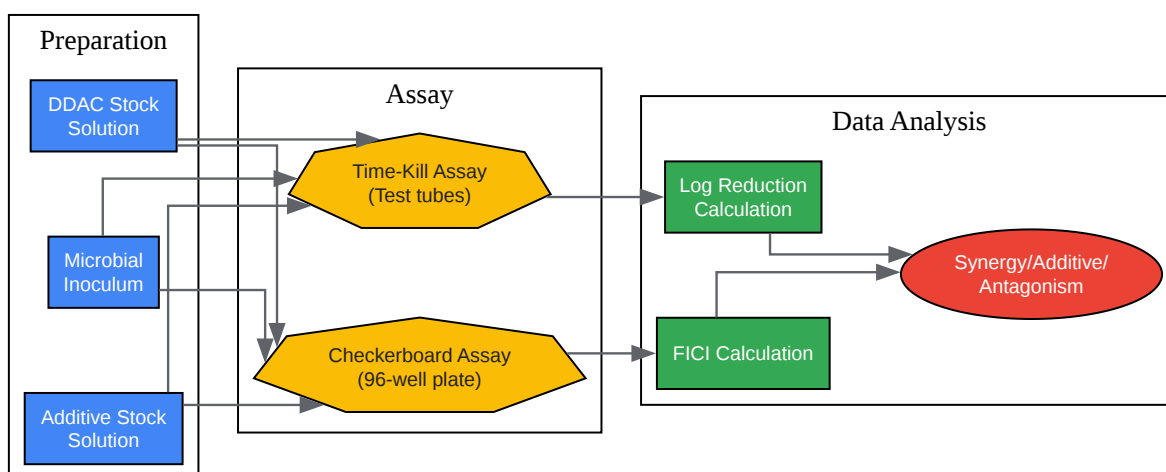 Preparation
DDAC Stock
Solution
Microbial
Inoculum
Additive Stock
Solution
Assay
Time-Kill Assay
(Test tubes)
Checkerboard Assay
(96-well plate)
Data Analysis
Log Reduction
Calculation
FICI Calculation
Synergy/Additive/
Antagonism